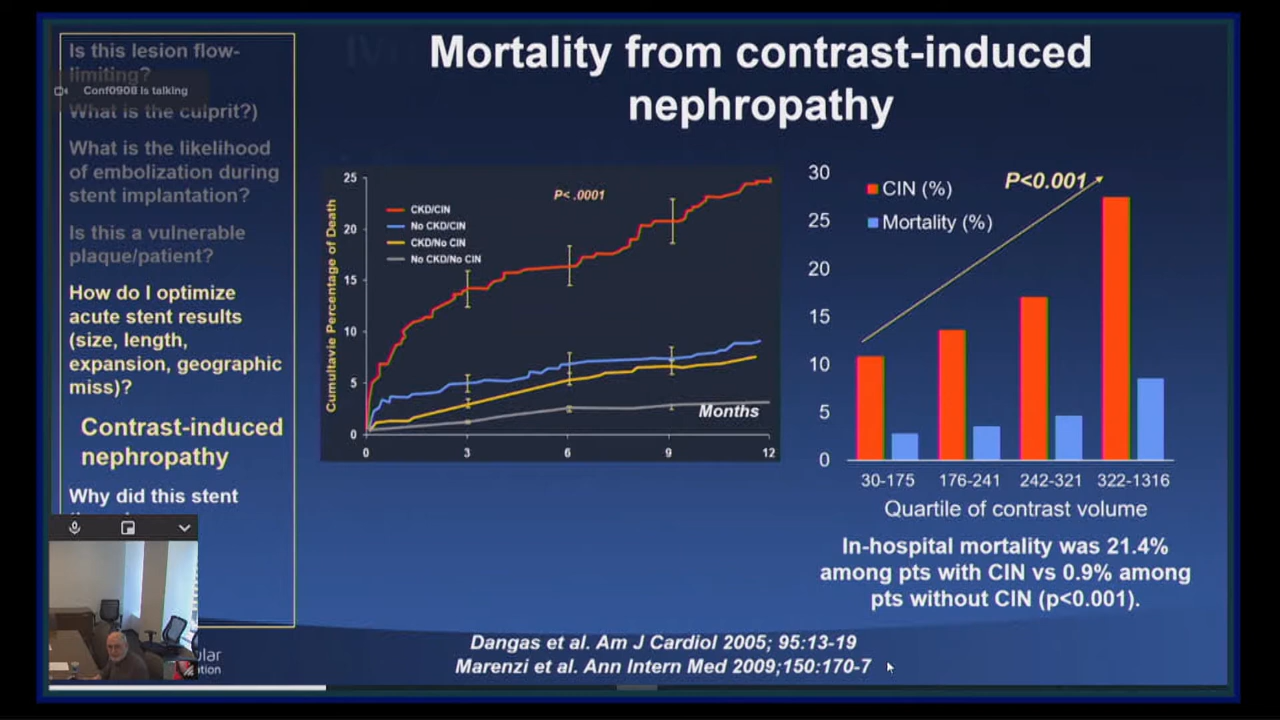 Mortality from contrast-induced
nephropathy
Is this lesion flow-
limiting?
Conf0908 is talking
What is the culprit?)
What is the likelihood
of embolization during
stent implantation?
Is this a vulnerable
plaque/patient?
How do I optimize
acute stent results
(size, length,
expansion, geographic
miss)?
Contrast-induced
nephropathy
Why did this stent
Cumultavie Percentage of Death
25
20
15
10
5
0
P< .0001
CKD/CIN
No CKD/CIN
CKD/No CIN
No CKD/No CIN
Months
0 3 6 9 12
30
25
20
15
10
5
0
CIN (%)
Mortality (%)
P<0.001
30-175 176-241 242-321 322-1316
Quartile of contrast volume
In-hospital mortality was 21.4%
among pts with CIN vs 0.9% among
pts without CIN (p<0.001).
Dangas et al. Am J Cardiol 2005; 95:13-19
Marenzi et al. Ann Intern Med 2009;150:170-7